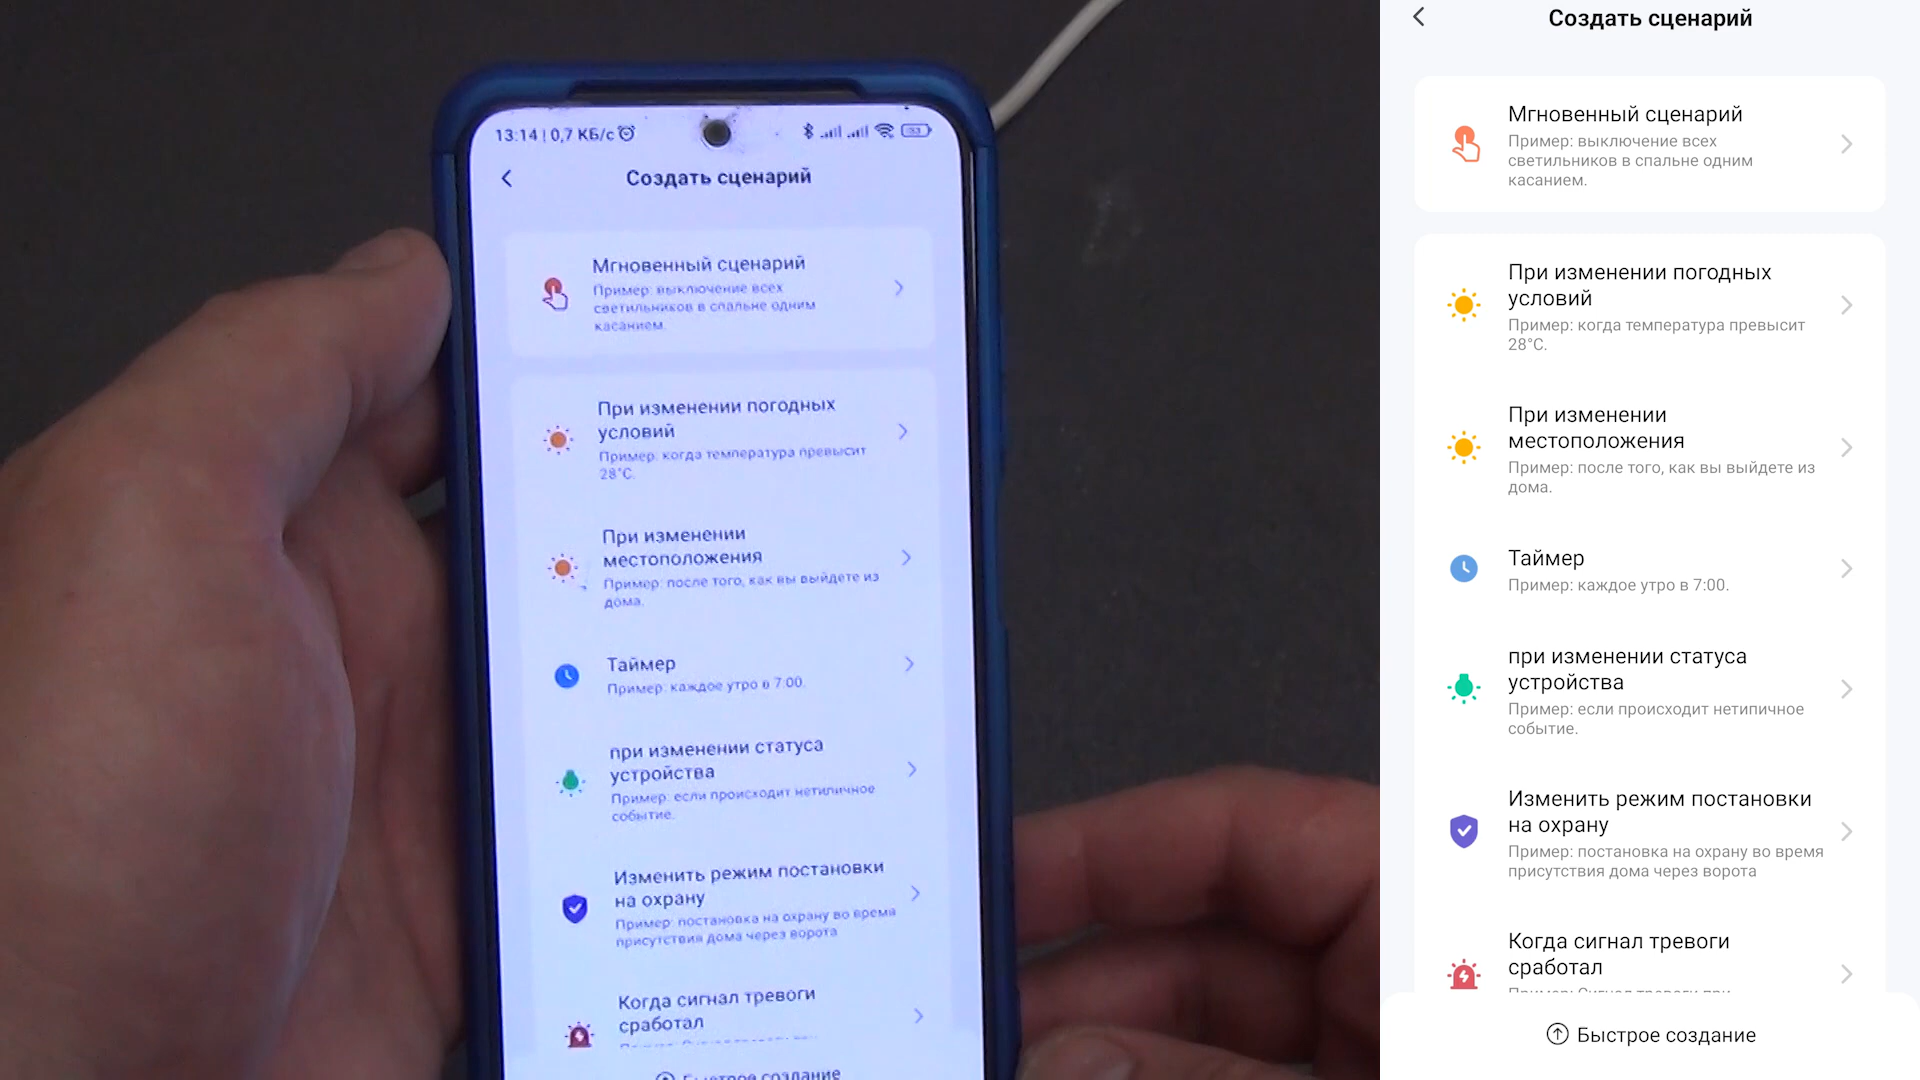 13:14 | 0,7 КБ/с
Создать сценарий
Мгновенный сценарий
Пример: выключение всех
светильников в спальне одним
касанием.
При изменении погодных
условий
Пример: когда температура превысит
28°C.
При изменении
местоположения
Пример: после того, как вы выйдете из
дома.
Таймер
Пример: каждое утро в 7:00.
при изменении статуса
устройства
Пример: если происходит нетипичное
событие.
Изменить режим постановки
на охрану
Пример: постановка на охрану во время
присутствия дома через ворота
Когда сигнал тревоги
сработал
Быстрое создание
Создать сценарий
Мгновенный сценарий
Пример: выключение всех
светильников в спальне одним
касанием.
При изменении погодных
условий
Пример: когда температура превысит
28°C.
При изменении
местоположения
Пример: после того, как вы выйдете из
дома.
Таймер
Пример: каждое утро в 7:00.
при изменении статуса
устройства
Пример: если происходит нетипичное
событие.
Изменить режим постановки
на охрану
Пример: постановка на охрану во время
присутствия дома через ворота
Когда сигнал тревоги
сработал
Быстрое создание